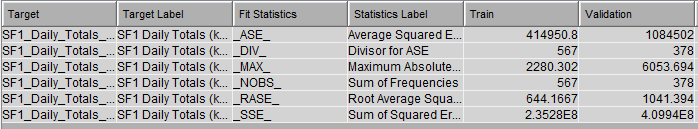 Target Target Label Fit Statistics Statistics Label Train Validation
SF1_Daily_Totals_... SF1 Daily Totals (k... _ASE_ Average Squared E... 414950.8 1084502
SF1_Daily_Totals_... SF1 Daily Totals (k... _DIV_ Divisor for ASE 567 378
SF1_Daily_Totals_... SF1 Daily Totals (k... _MAX_ Maximum Absolute... 2280.302 6053.694
SF1_Daily_Totals_... SF1 Daily Totals (k... _NOBS_ Sum of Frequencies 567 378
SF1_Daily_Totals_... SF1 Daily Totals (k... _RASE_ Root Average Squa... 644.1667 1041.394
SF1_Daily_Totals_... SF1 Daily Totals (k... _SSE_ Sum of Squared Er... 2.3528E8 4.0994E8